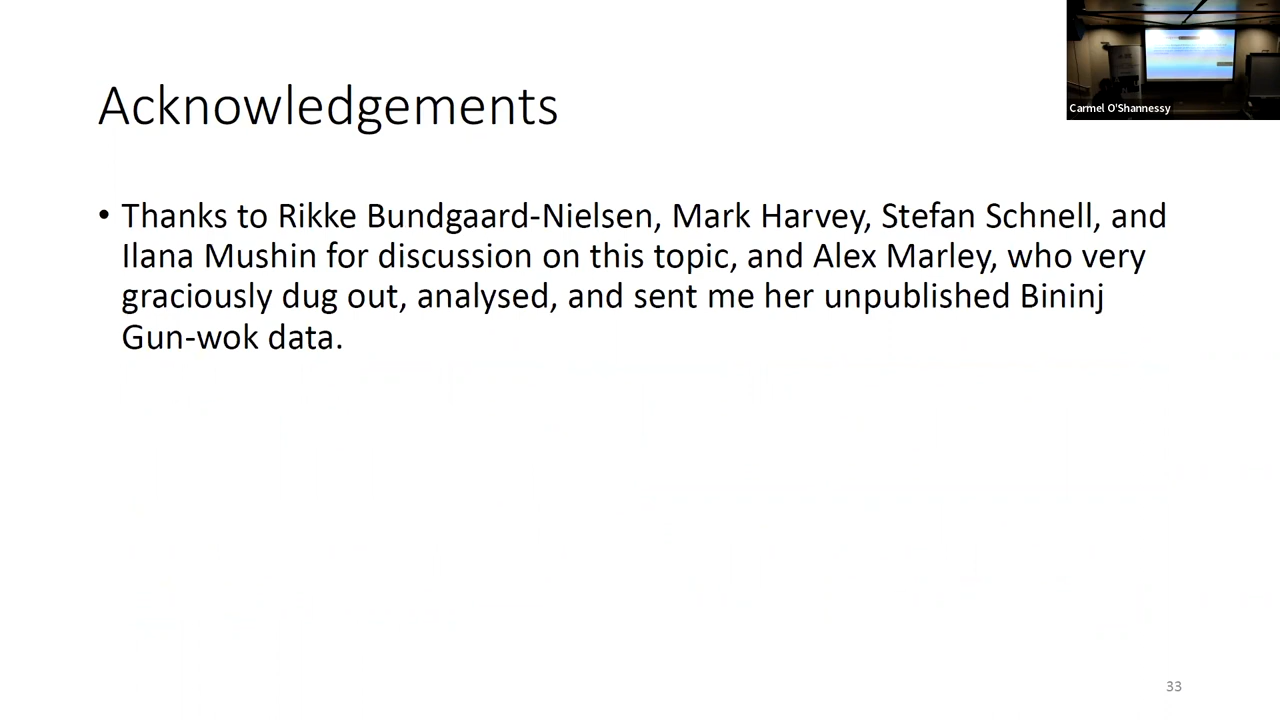 Carmel O'Shannessy
Acknowledgements
• Thanks to Rikke Bundgaard-Nielsen, Mark Harvey, Stefan Schnell, and
Ilana Mushin for discussion on this topic, and Alex Marley, who very
graciously dug out, analysed, and sent me her unpublished Bininj
Gun-wok data.
33